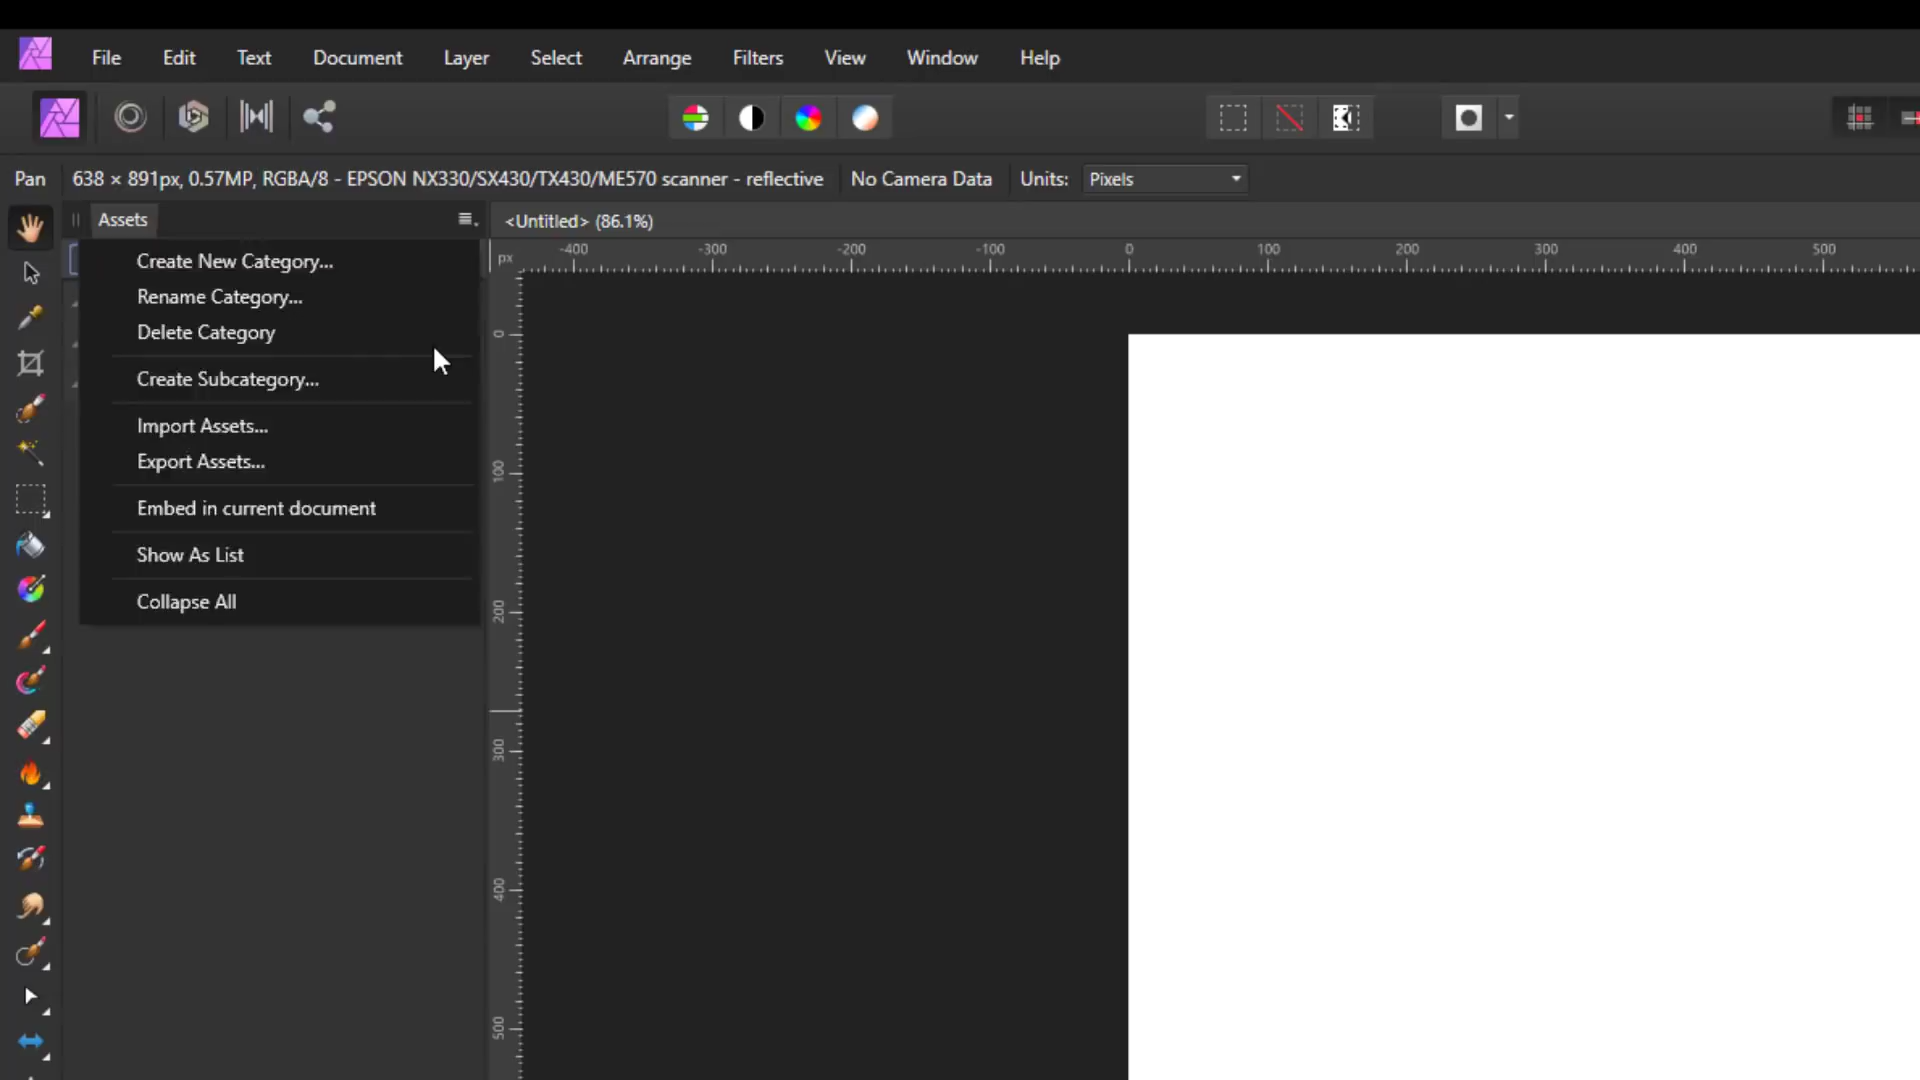 File Edit Text Document Layer Select Arrange Filters View Window Help
Pan 638 × 891px, 0.57MP, RGBA/8 - EPSON NX330/SX430/TX430/ME570 scanner - reflective No Camera Data Units: Pixels
Assets <Untitled> (86.1%)
px -400 -300 -200 -100 0 100 200 300 400 500
Create New Category...
Rename Category...
Delete Category
Create Subcategory...
Import Assets...
Export Assets...
Embed in current document
Show As List
Collapse All
0
100
200
300
400
500